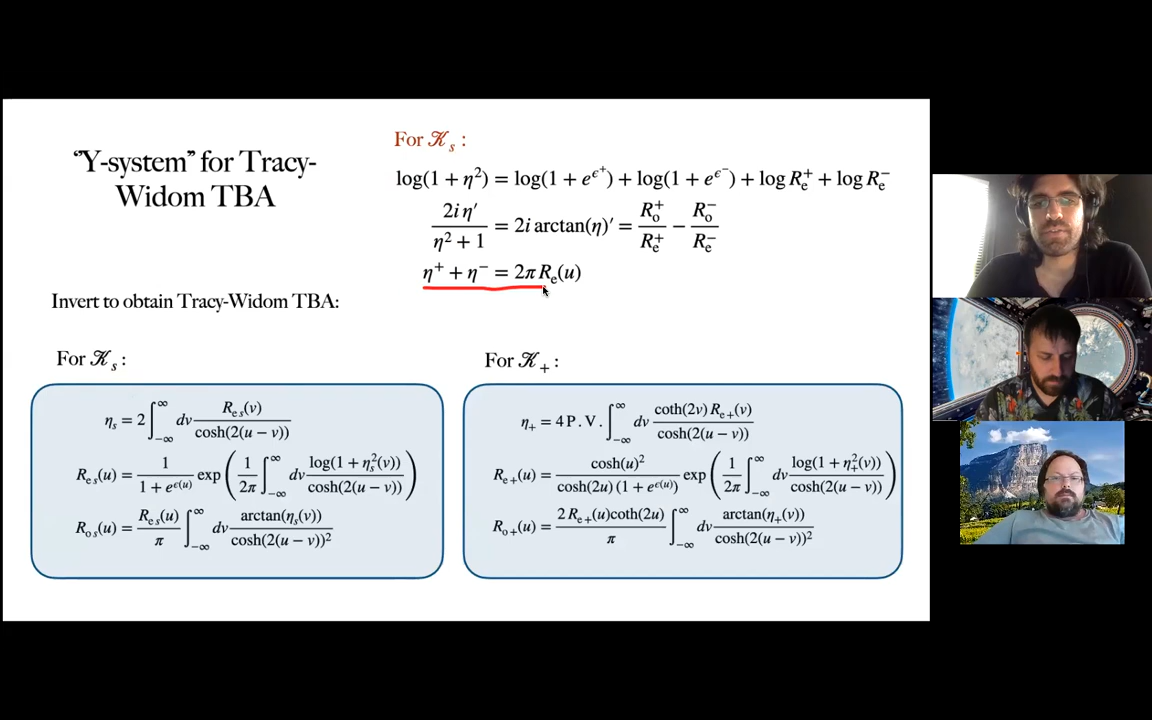 “Y-system” for Tracy-
Widom TBA
For 𝒦ₛ :
log(1 + η²) = log(1 + e^{ϵ⁺}) + log(1 + e^{ϵ⁻}) + log R_e⁺ + log R_e⁻
2i η′ / (η² + 1) = 2i arctan(η)′ = R_o⁺ / R_e⁺ − R_o⁻ / R_e⁻
η⁺ + η⁻ = 2π R_e(u)
Invert to obtain Tracy-Widom TBA:
For 𝒦ₛ :
η_s = 2 ∫_{−∞}^{∞} dv R_{e s}(v) / cosh(2(u − v))
R_{e s}(u) = 1 / (1 + e^{ϵ(u)}) exp( 1/(2π) ∫_{−∞}^{∞} dv log(1 + η_s²(v)) / cosh(2(u − v)) )
R_{o s}(u) = R_{e s}(u) / π ∫_{−∞}^{∞} dv arctan(η_s(v)) / cosh(2(u − v))²
For 𝒦₊ :
η₊ = 4 P . V . ∫_{−∞}^{∞} dv coth(2v) R_{e +}(v) / cosh(2(u − v))
R_{e +}(u) = cosh(u)² / (cosh(2u) (1 + e^{ϵ(u)})) exp( 1/(2π) ∫_{−∞}^{∞} dv log(1 + η₊²(v)) / cosh(2(u − v)) )
R_{o +}(u) = 2 R_{e +}(u)coth(2u) / π ∫_{−∞}^{∞} dv arctan(η₊(v)) / cosh(2(u − v))²